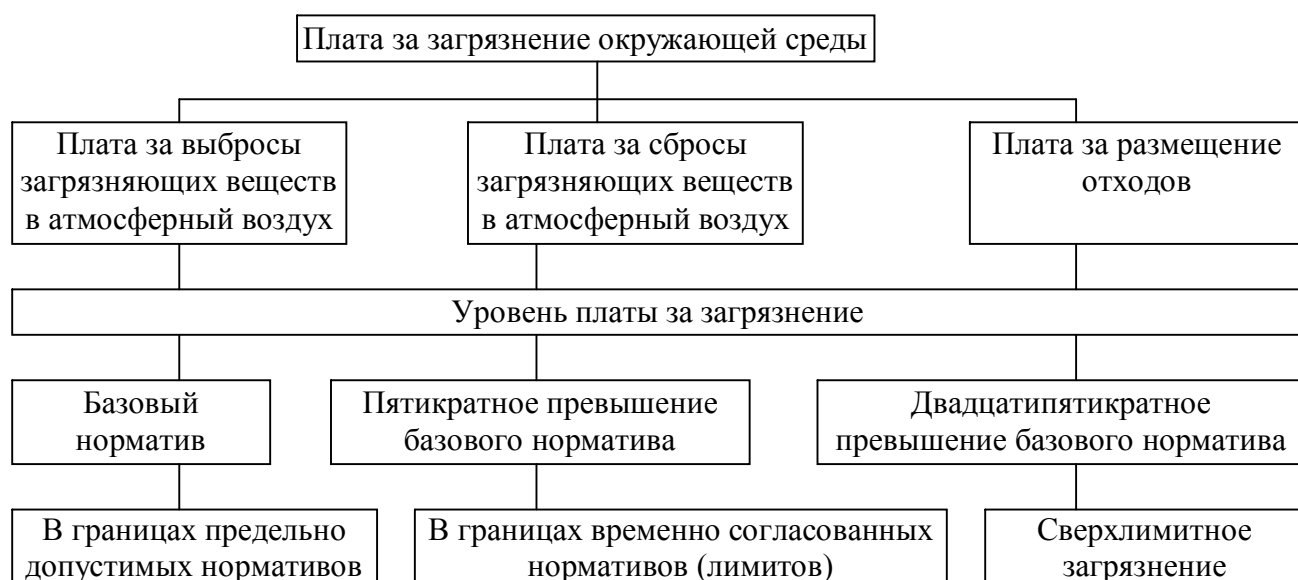 Плата за загрязнение окружающей среды
Плата за выбросы
загрязняющих веществ
в атмосферный воздух
Плата за сбросы
загрязняющих веществ
в атмосферный воздух
Плата за размещение
отходов
Уровень платы за загрязнение
Базовый
норматив
Пятикратное превышение
базового норматива
Двадцатипятикратное
превышение базового норматива
В границах предельно
допустимых нормативов
В границах временно согласованных
нормативов (лимитов)
Сверхлимитное
загрязнение